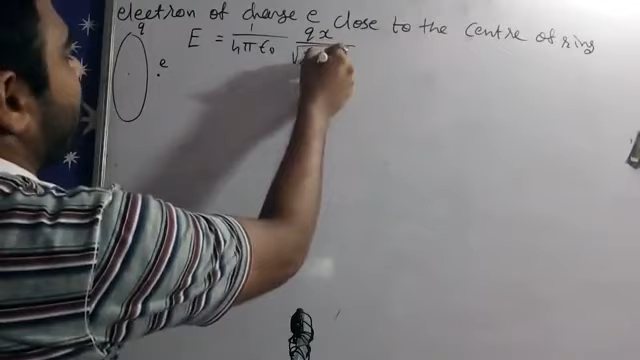 electron of charge e close to the centre of ring
q
e
E = 1/4πε₀ qx/√